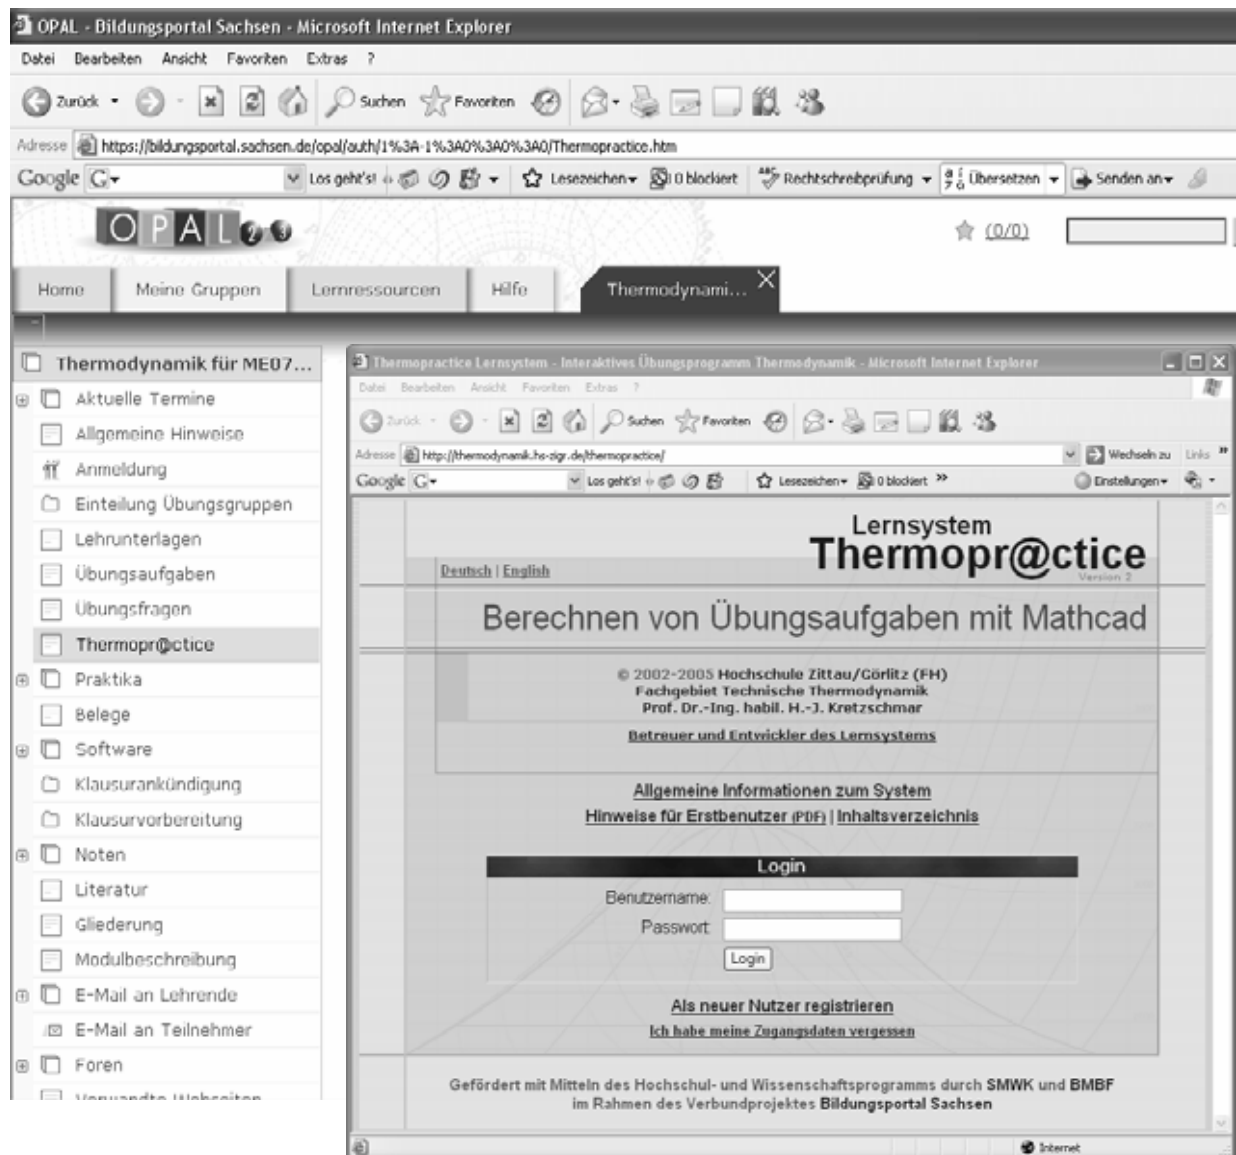 OPAL - Bildungsportal Sachsen - Microsoft Internet Explorer
Datei Bearbeiten Ansicht Favoriten Extras ?
Zurück Suchen Favoriten
Adresse https://bildungsportal.sachsen.de/opal/auth/1%3A-1%3A0%3A0%3A0/Thermopractice.htm
Google G Los geht's! Lesezeichen 0 blockiert Rechtschreibprüfung Übersetzen Senden an
OPAL 2 3
(0/0)
Home Meine Gruppen Lernressourcen Hilfe Thermodynami... X
Thermodynamik für ME07...
Aktuelle Termine
Allgemeine Hinweise
Anmeldung
Einteilung Übungsgruppen
Lehrunterlagen
Übungsaufgaben
Übungsfragen
Thermopr@ctice
Praktika
Belege
Software
Klausurankündigung
Klausurvorbereitung
Noten
Literatur
Gliederung
Modulbeschreibung
E-Mail an Lehrende
E-Mail an Teilnehmer
Foren
Verwandte Webseiten
Thermopractice Lernsystem - Interaktives Übungsprogramm Thermodynamik - Microsoft Internet Explorer
Datei Bearbeiten Ansicht Favoriten Extras ?
Zurück Suchen Favoriten
Adresse http://thermodynamik.hs-zigr.de/thermopractice/ Wechseln zu Links »
Google G Los geht's! Lesezeichen 0 blockiert » Einstellungen
Lernsystem
Thermopr@ctice
Version 2
Deutsch | English
Berechnen von Übungsaufgaben mit Mathcad
© 2002-2005 Hochschule Zittau/Görlitz (FH)
Fachgebiet Technische Thermodynamik
Prof. Dr.-Ing. habil. H.-J. Kretzschmar
Betreuer und Entwickler des Lernsystems
Allgemeine Informationen zum System
Hinweise für Erstbenutzer (PDF) | Inhaltsverzeichnis
Login
Benutzername:
Passwort:
Login
Als neuer Nutzer registrieren
Ich habe meine Zugangsdaten vergessen
Gefördert mit Mitteln des Hochschul- und Wissenschaftsprogramms durch SMWK und BMBF
im Rahmen des Verbundprojektes Bildungsportal Sachsen
Internet